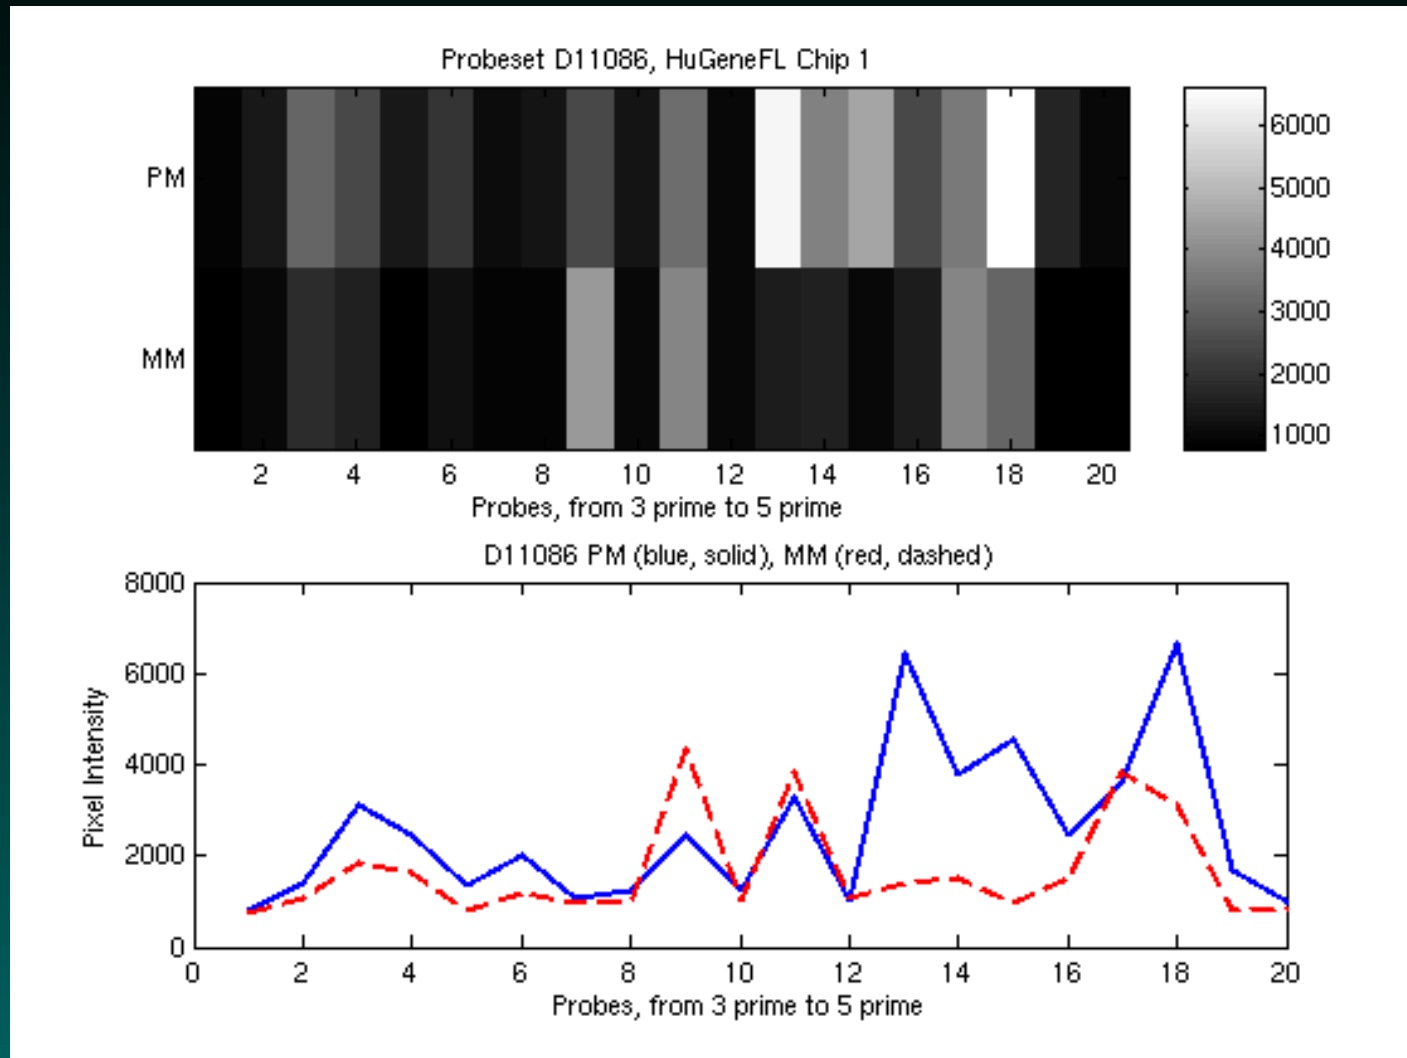 Probeset D11086, HuGeneFL Chip 1
PM
MM
6000
5000
4000
3000
2000
1000
2 4 6 8 10 12 14 16 18 20
Probes, from 3 prime to 5 prime
D11086 PM (blue, solid), MM (red, dashed)
Pixel Intensity
8000
6000
4000
2000
0
0 2 4 6 8 10 12 14 16 18 20
Probes, from 3 prime to 5 prime